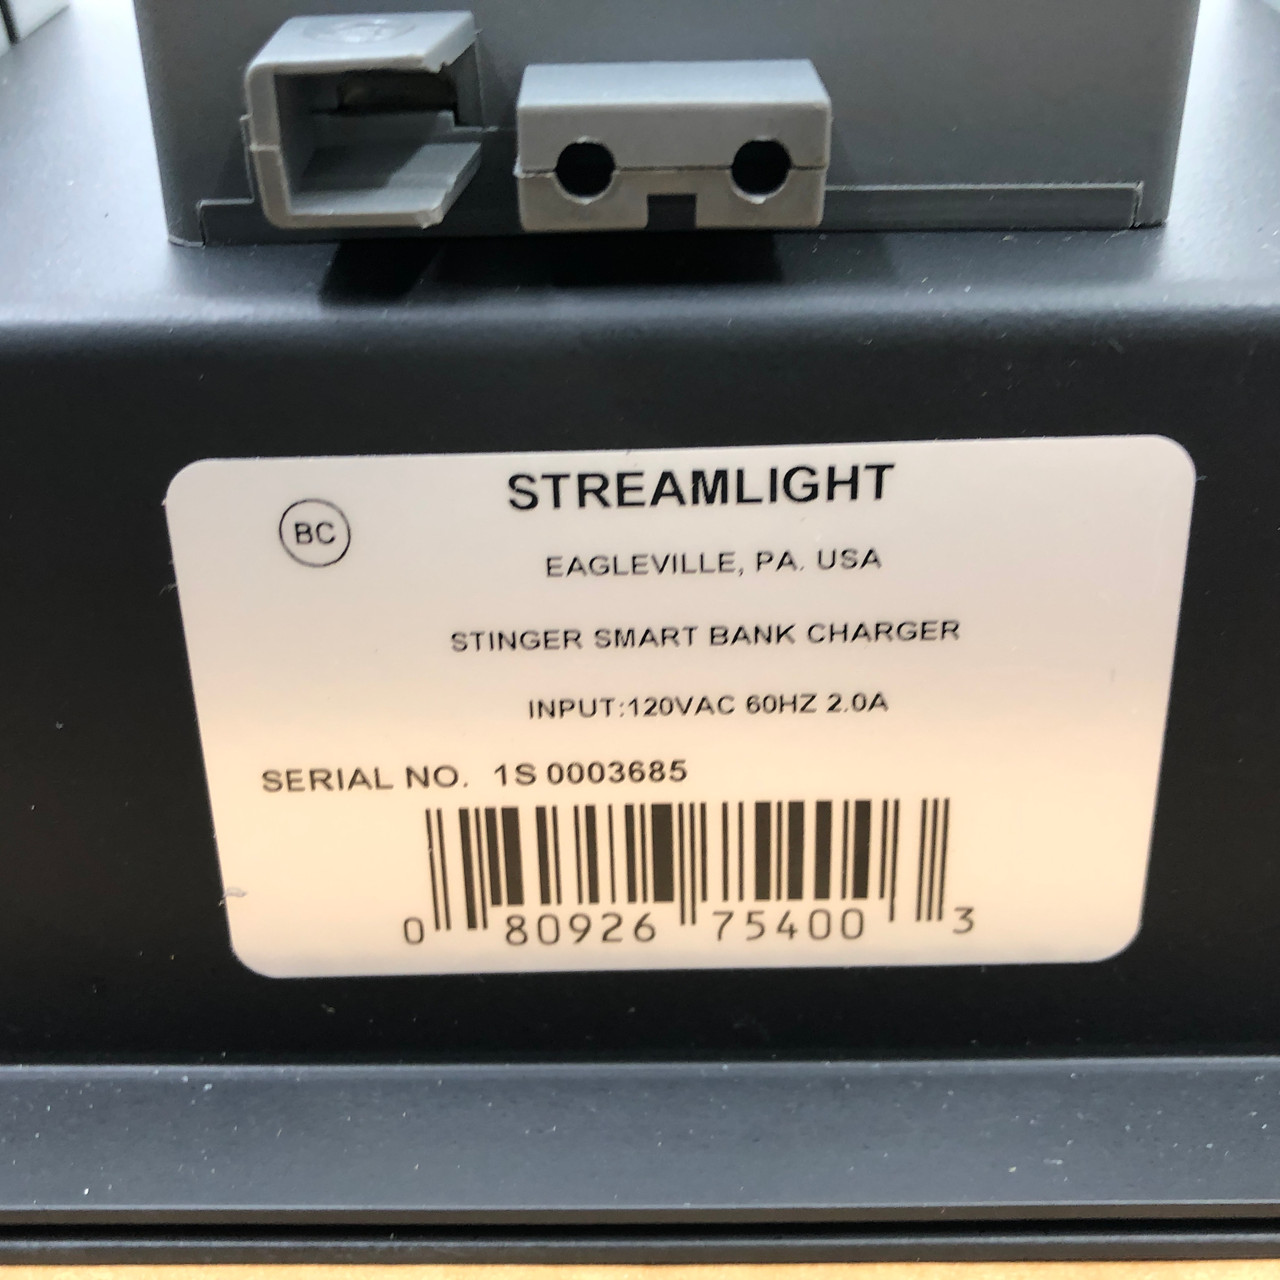 STREAMLIGHT
BC
EAGLEVILLE, PA. USA
STINGER SMART BANK CHARGER
INPUT:120VAC 60HZ 2.0A
SERIAL NO. 1S 0003685
0 80926 75400 3